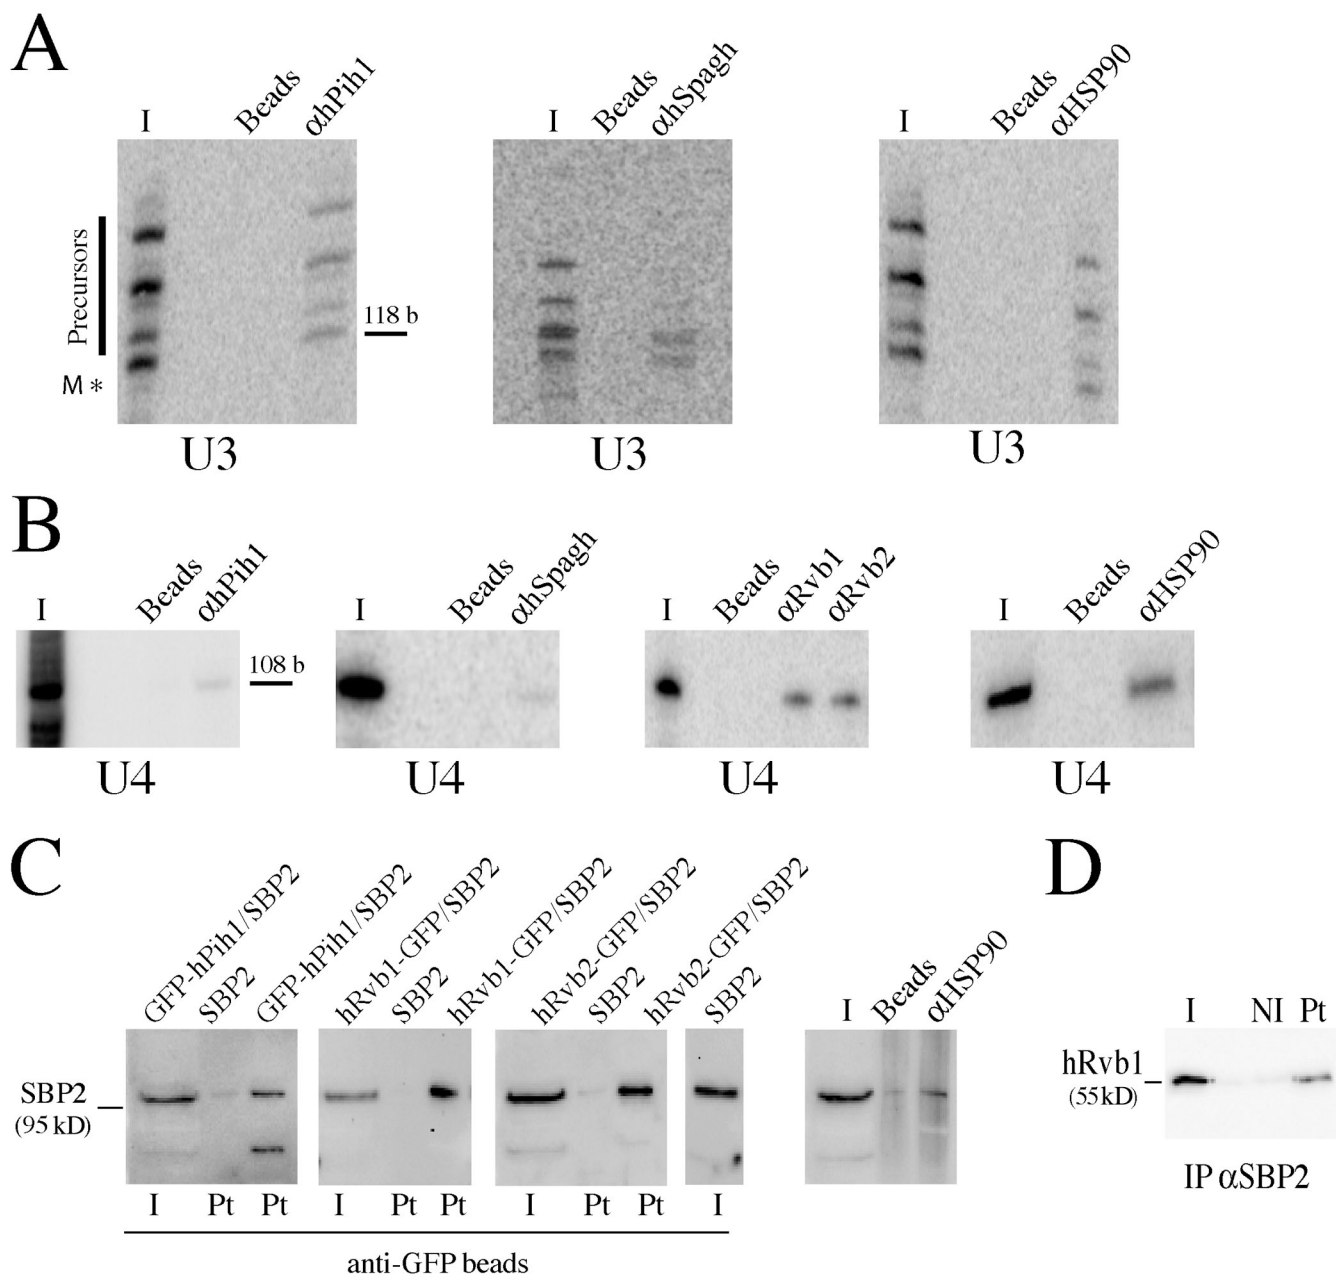 A
I Beads αhPih1
I Beads αhSpagh
I Beads αHSP90
Precursors
M *
118 b
U3
U3
U3
B
I Beads αhPih1
I Beads αhSpagh
I Beads αRvb1 αRvb2
I Beads αHSP90
108 b
U4
U4
U4
U4
C
GFP-hPih1/SBP2
SBP2
GFP-hPih1/SBP2
hRvb1-GFP/SBP2
SBP2
hRvb1-GFP/SBP2
hRvb2-GFP/SBP2
SBP2
hRvb2-GFP/SBP2
SBP2
I Beads αHSP90
SBP2
(95 kD)
I Pt Pt I Pt Pt I Pt Pt I
anti-GFP beads
D
I NI Pt
hRvb1
(55kD)
IP αSBP2